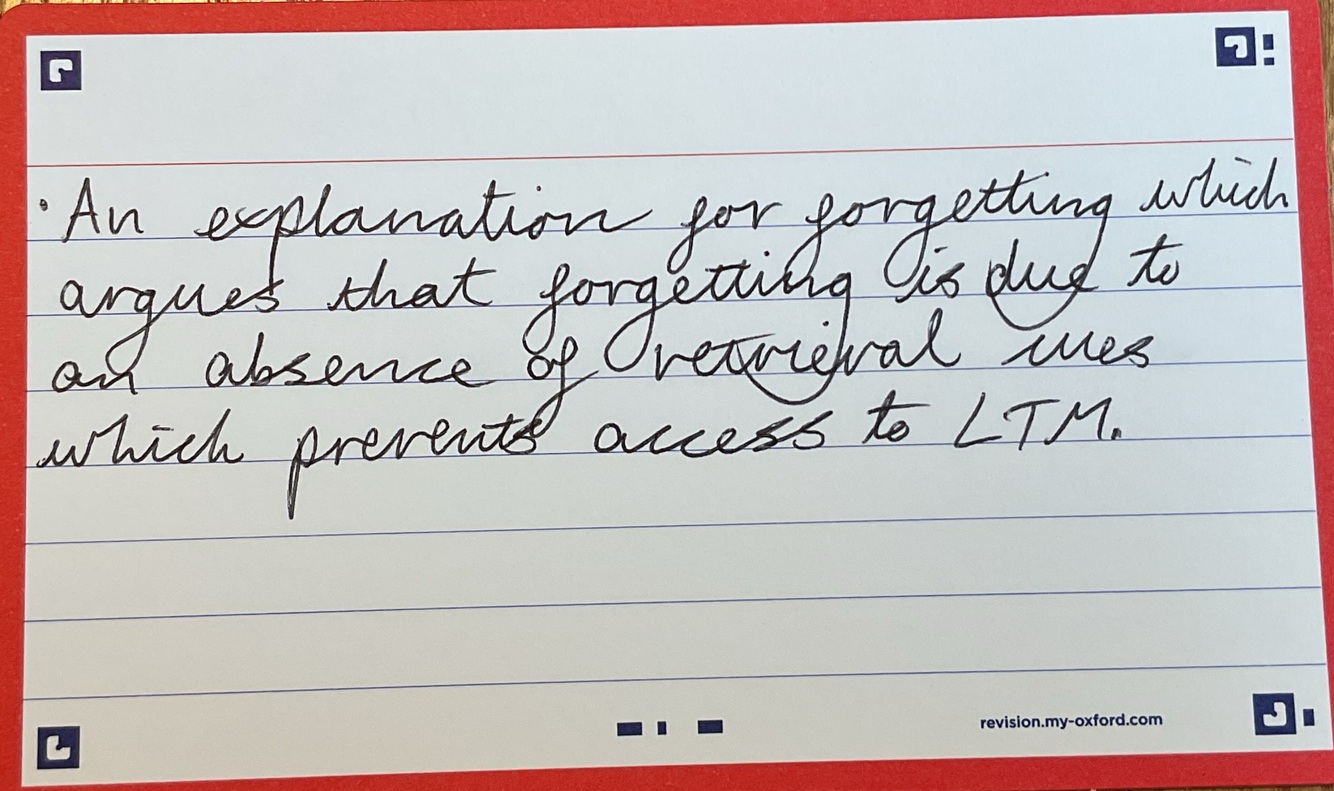 · An explanation for forgetting which
argues that forgetting is due to
an absence of retrieval cues
which prevents access to LTM.
revision.my-oxford.com